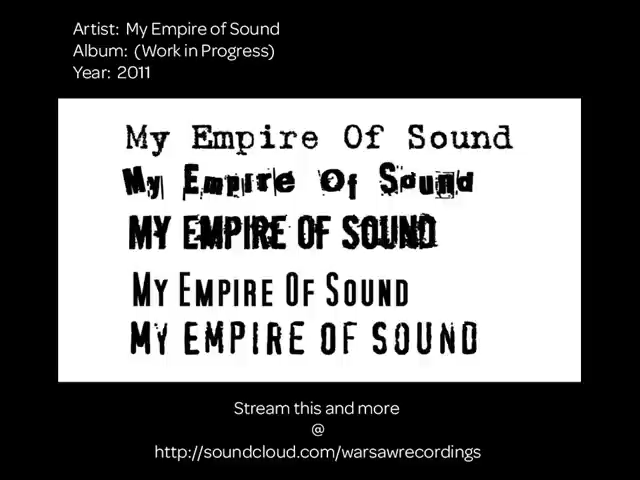 Artist: My Empire of Sound
Album: (Work in Progress)
Year: 2011
My Empire Of Sound
My Empire Of Sound
MY EMPIRE OF SOUND
MY EMPIRE OF SOUND
MY EMPIRE OF SOUND
Stream this and more
@
http://soundcloud.com/warsawrecordings